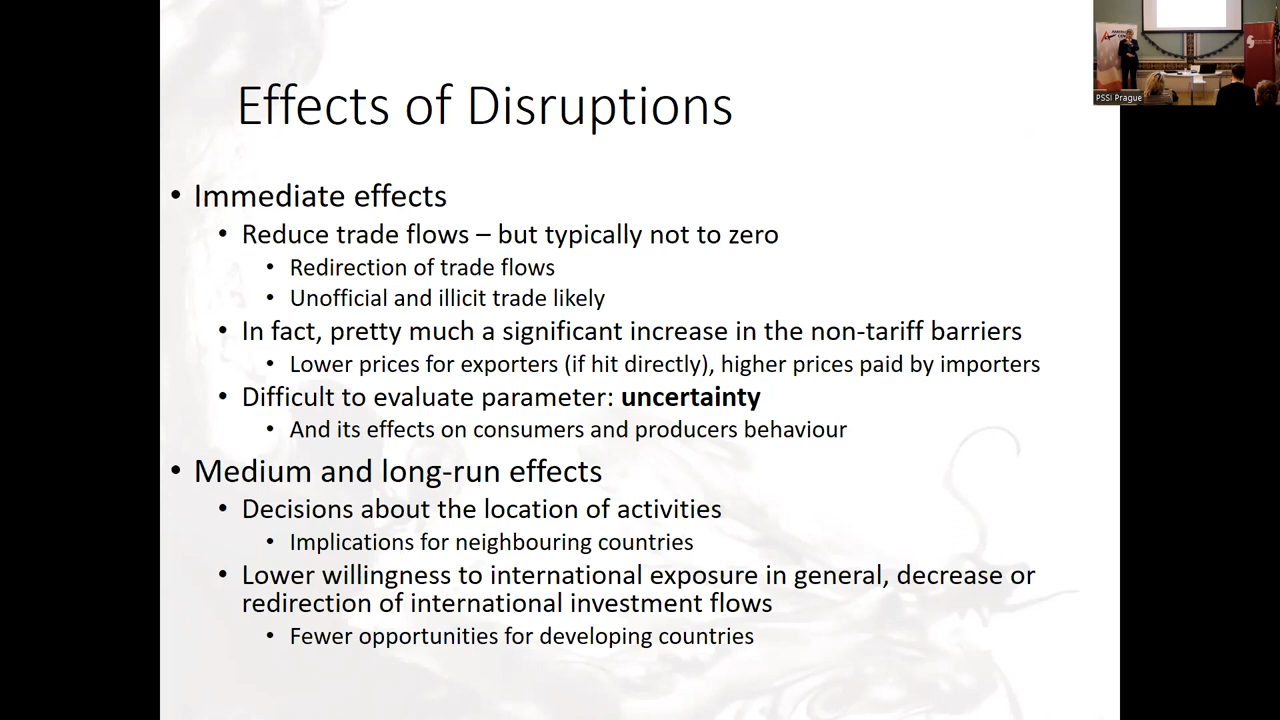 Effects of Disruptions
• Immediate effects
• Reduce trade flows – but typically not to zero
• Redirection of trade flows
• Unofficial and illicit trade likely
• In fact, pretty much a significant increase in the non-tariff barriers
• Lower prices for exporters (if hit directly), higher prices paid by importers
• Difficult to evaluate parameter: uncertainty
• And its effects on consumers and producers behaviour
• Medium and long-run effects
• Decisions about the location of activities
• Implications for neighbouring countries
• Lower willingness to international exposure in general, decrease or
redirection of international investment flows
• Fewer opportunities for developing countries
PSSI Prague